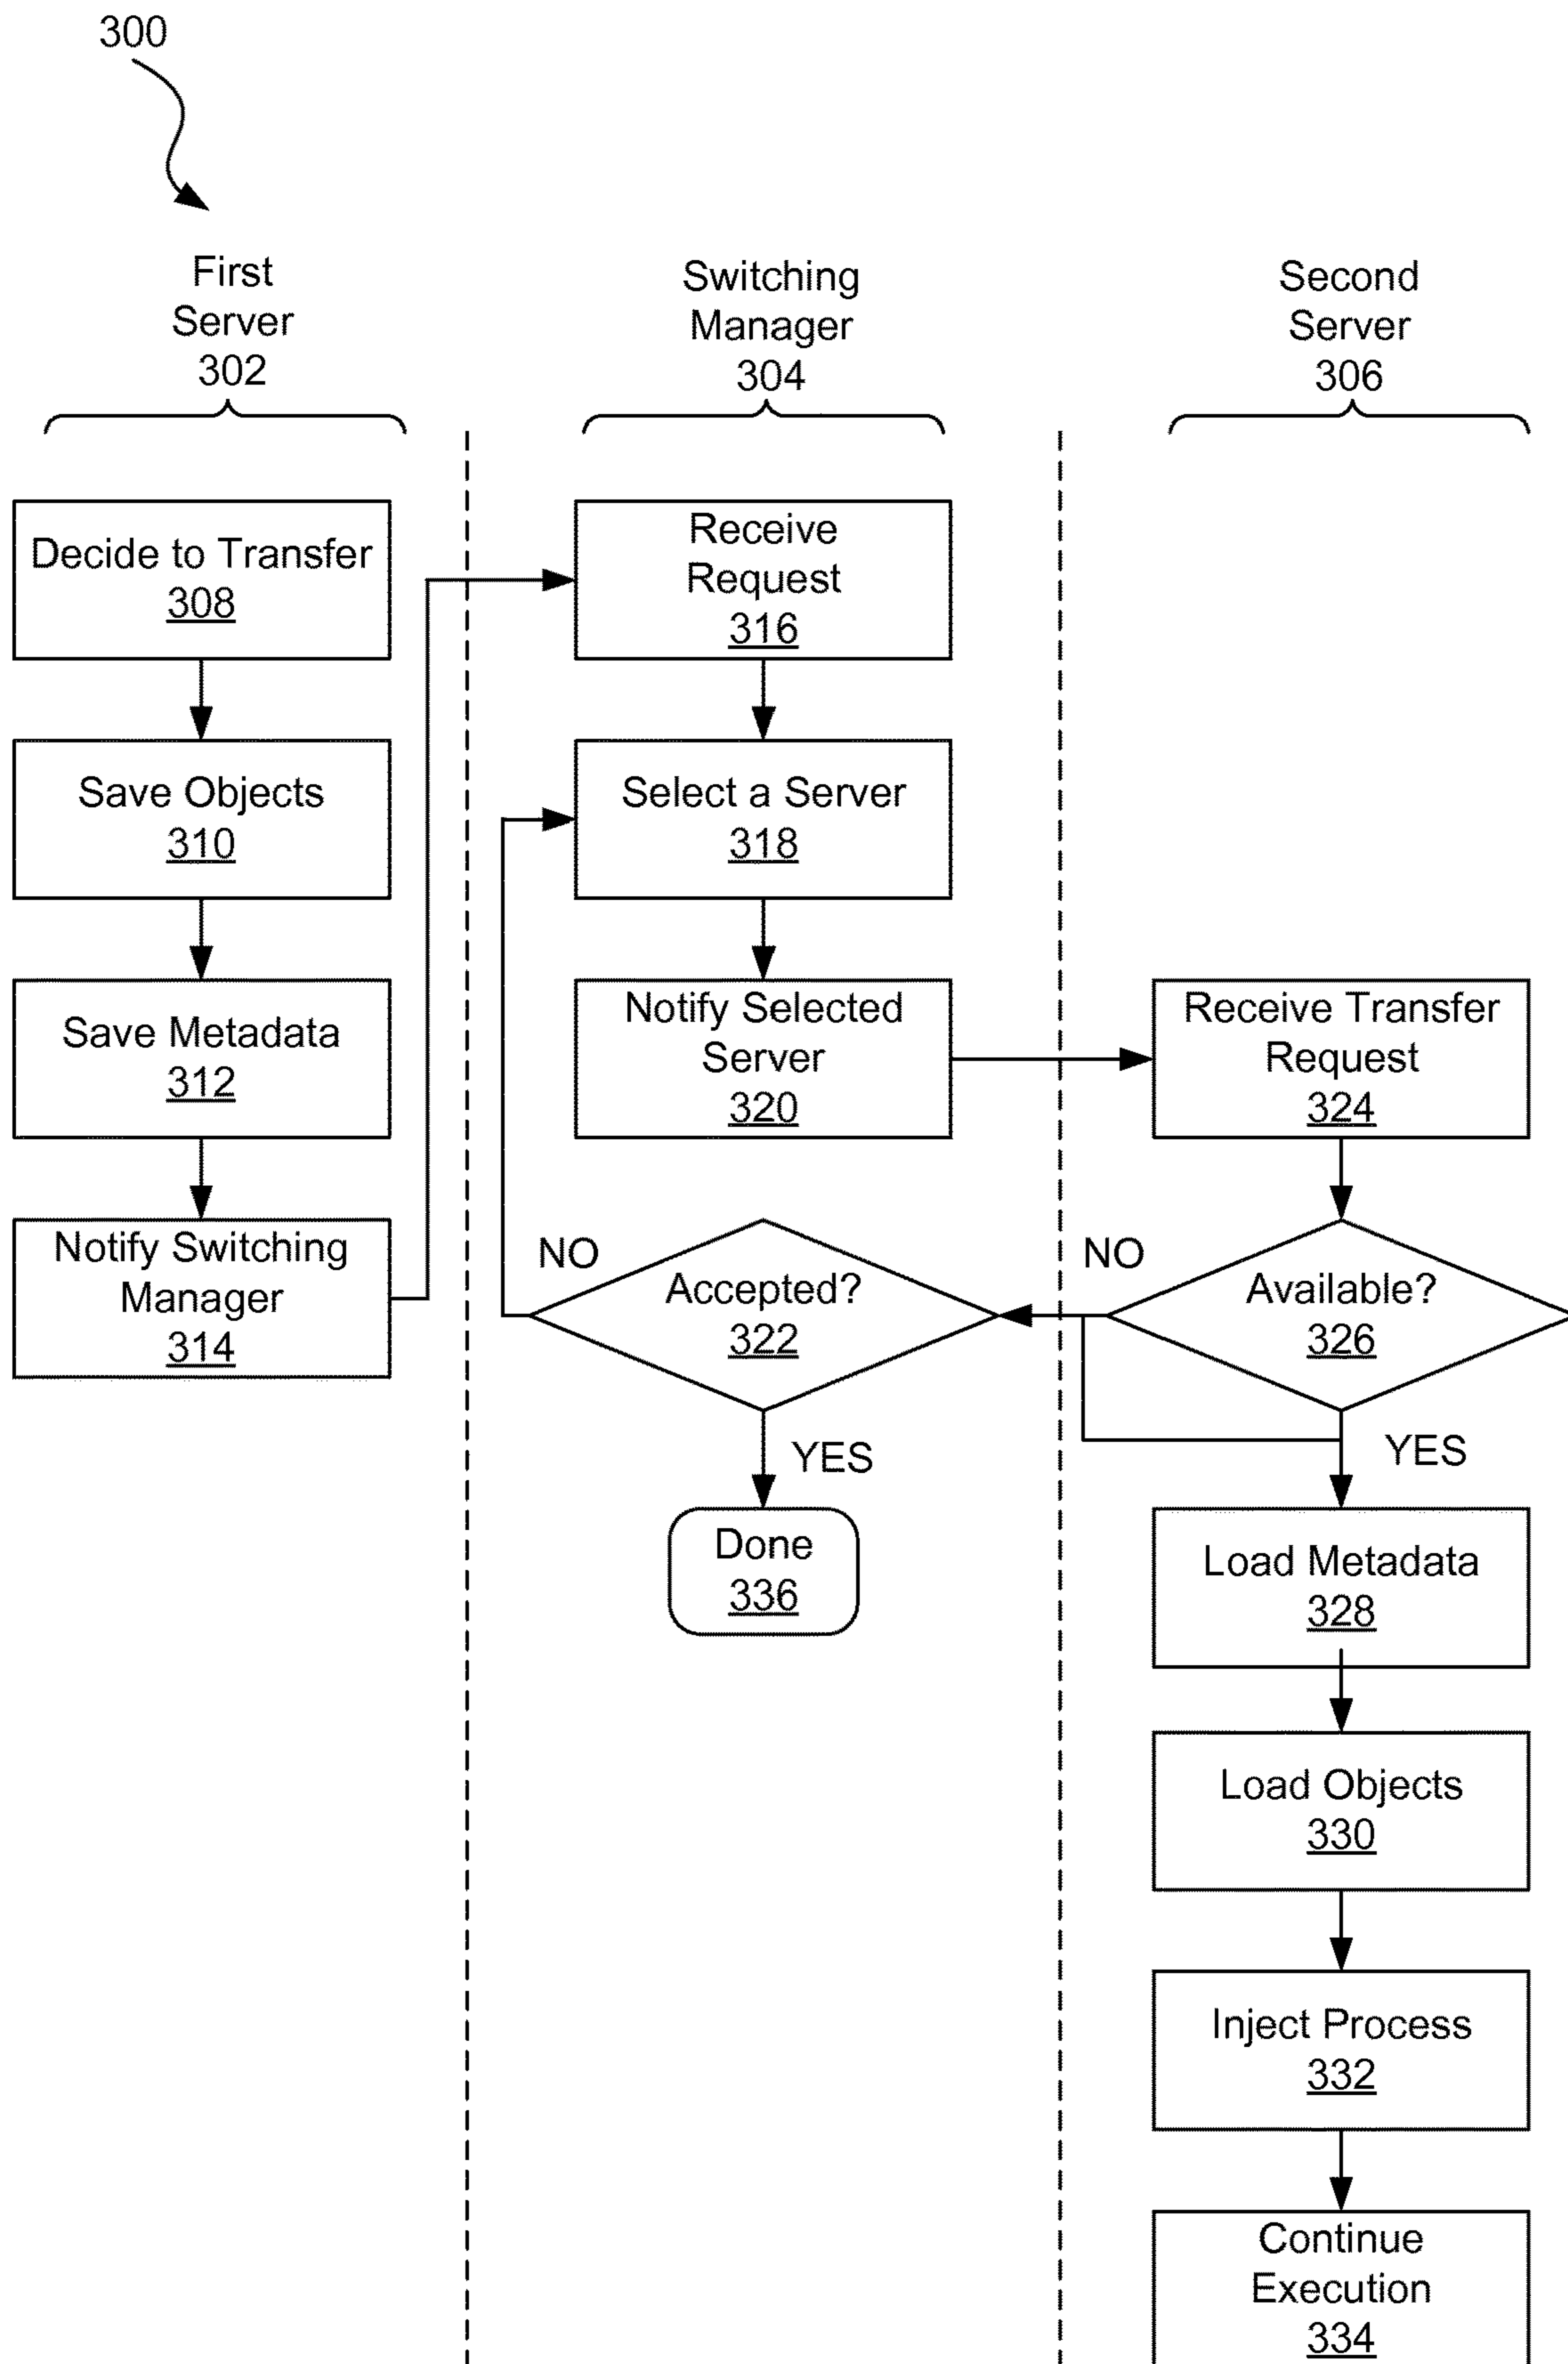 300
First
Server
302
Switching
Manager
304
Second
Server
306
Decide to Transfer
308
Save Objects
310
Save Metadata
312
Notify Switching
Manager
314
Receive
Request
316
Select a Server
318
Notify Selected
Server
320
NO
Accepted?
322
YES
Done
336
Receive Transfer
Request
324
NO
Available?
326
YES
Load Metadata
328
Load Objects
330
Inject Process
332
Continue
Execution
334